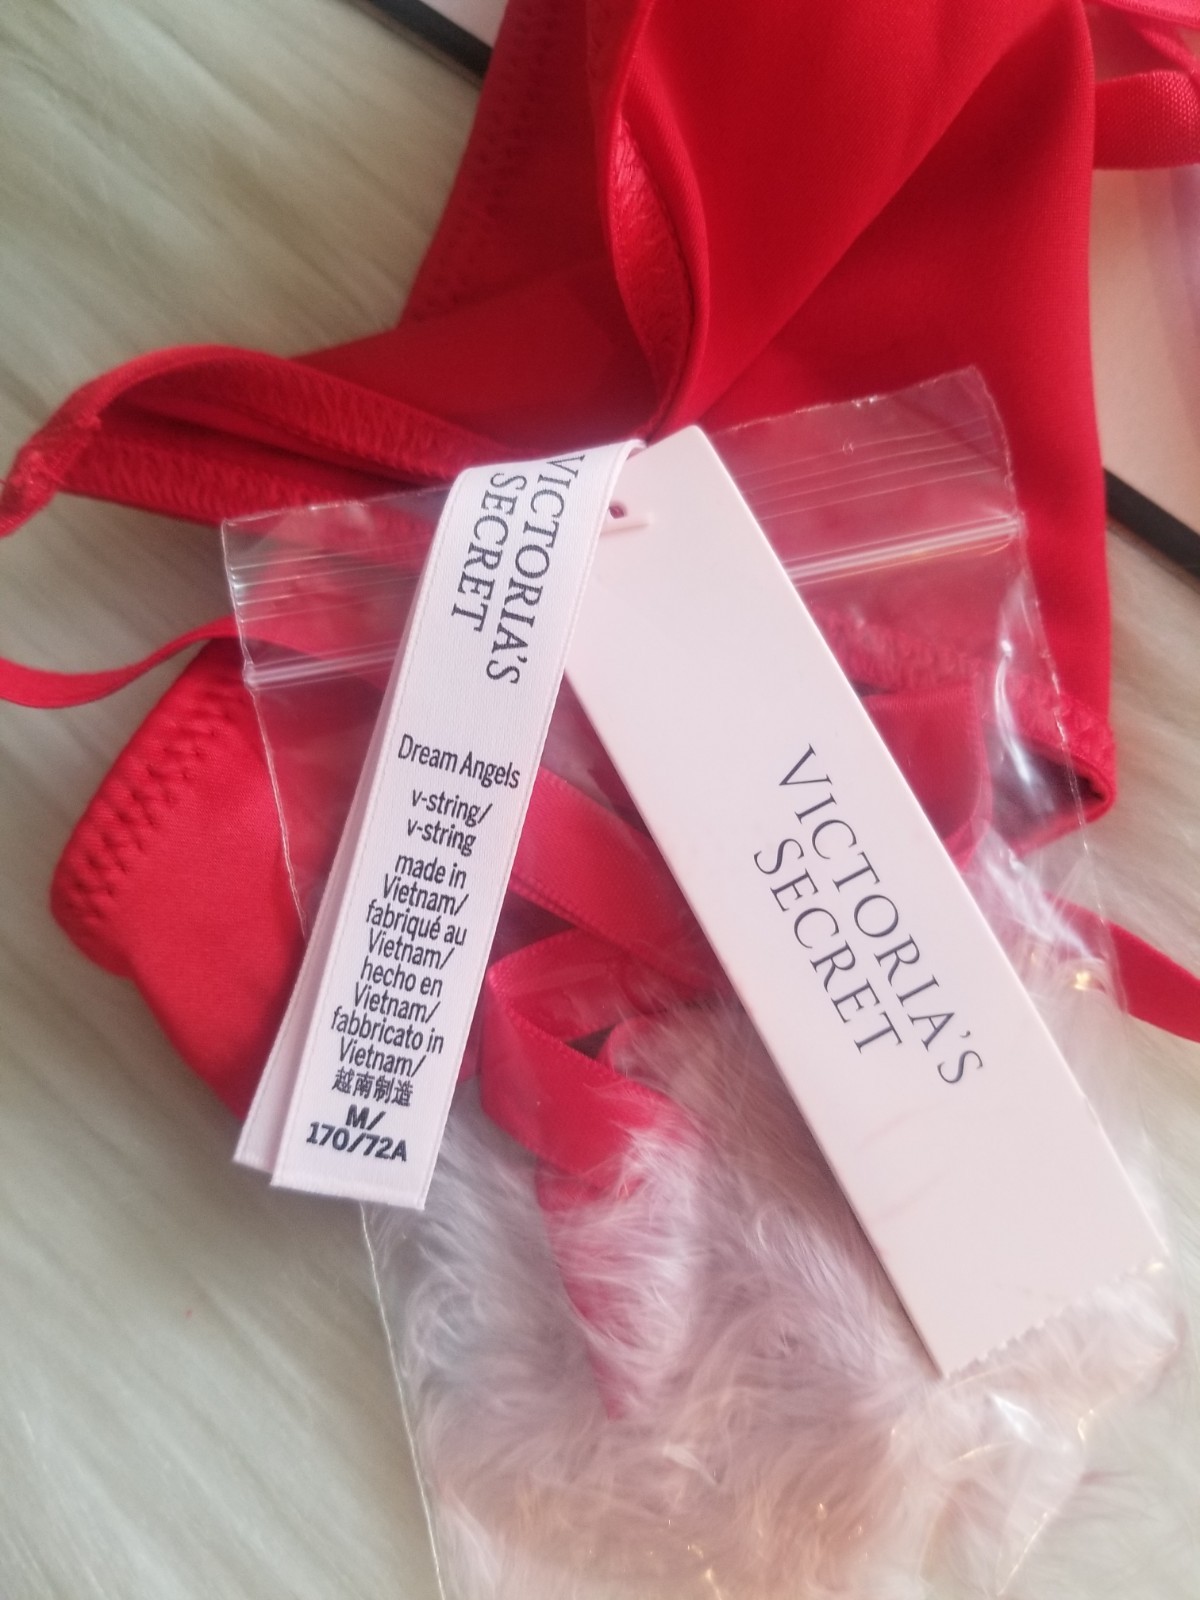 VICTORIA'S
SECRET
Dream Angels
v-string/
v-string
made in
Vietnam/
fabriqué au
Vietnam/
hecho en
Vietnam/
fabbricato in
Vietnam/
越南制造
M/
170/72A
VICTORIA'S
SECRET